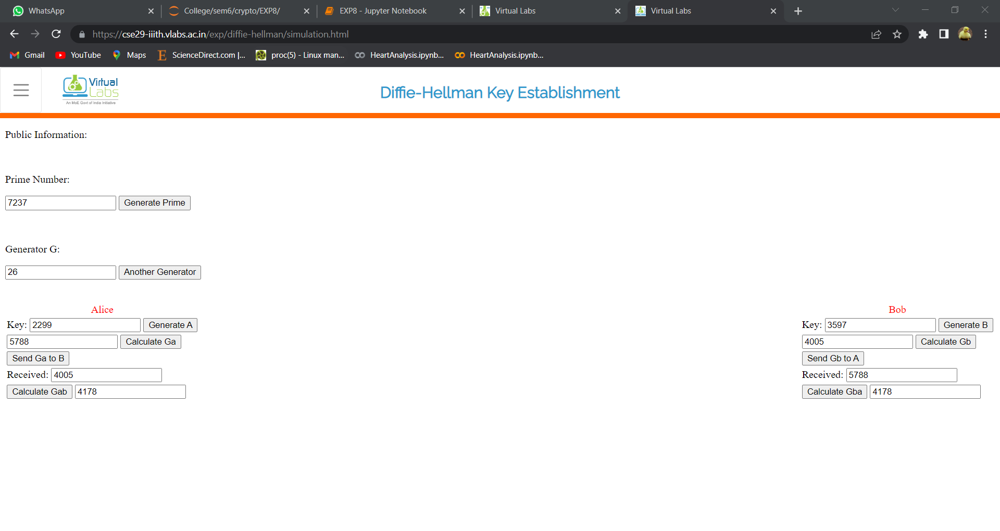 WhatsApp
College/sem6/crypto/EXP8/
EXP8 - Jupyter Notebook
Virtual Labs
Virtual Labs
https://cse29-iiith.vlabs.ac.in/exp/diffie-hellman/simulation.html
Gmail
YouTube
Maps
ScienceDirect.com |...
proc(5) - Linux man...
HeartAnalysis.ipynb...
HeartAnalysis.ipynb...
Virtual
Labs
An MoE Govt of India Initiative
Diffie-Hellman Key Establishment
Public Information:
Prime Number:
7237 Generate Prime
Generator G:
26 Another Generator
Alice
Key: 2299 Generate A
5788 Calculate Ga
Send Ga to B
Received: 4005
Calculate Gab 4178
Bob
Key: 3597 Generate B
4005 Calculate Gb
Send Gb to A
Received: 5788
Calculate Gba 4178